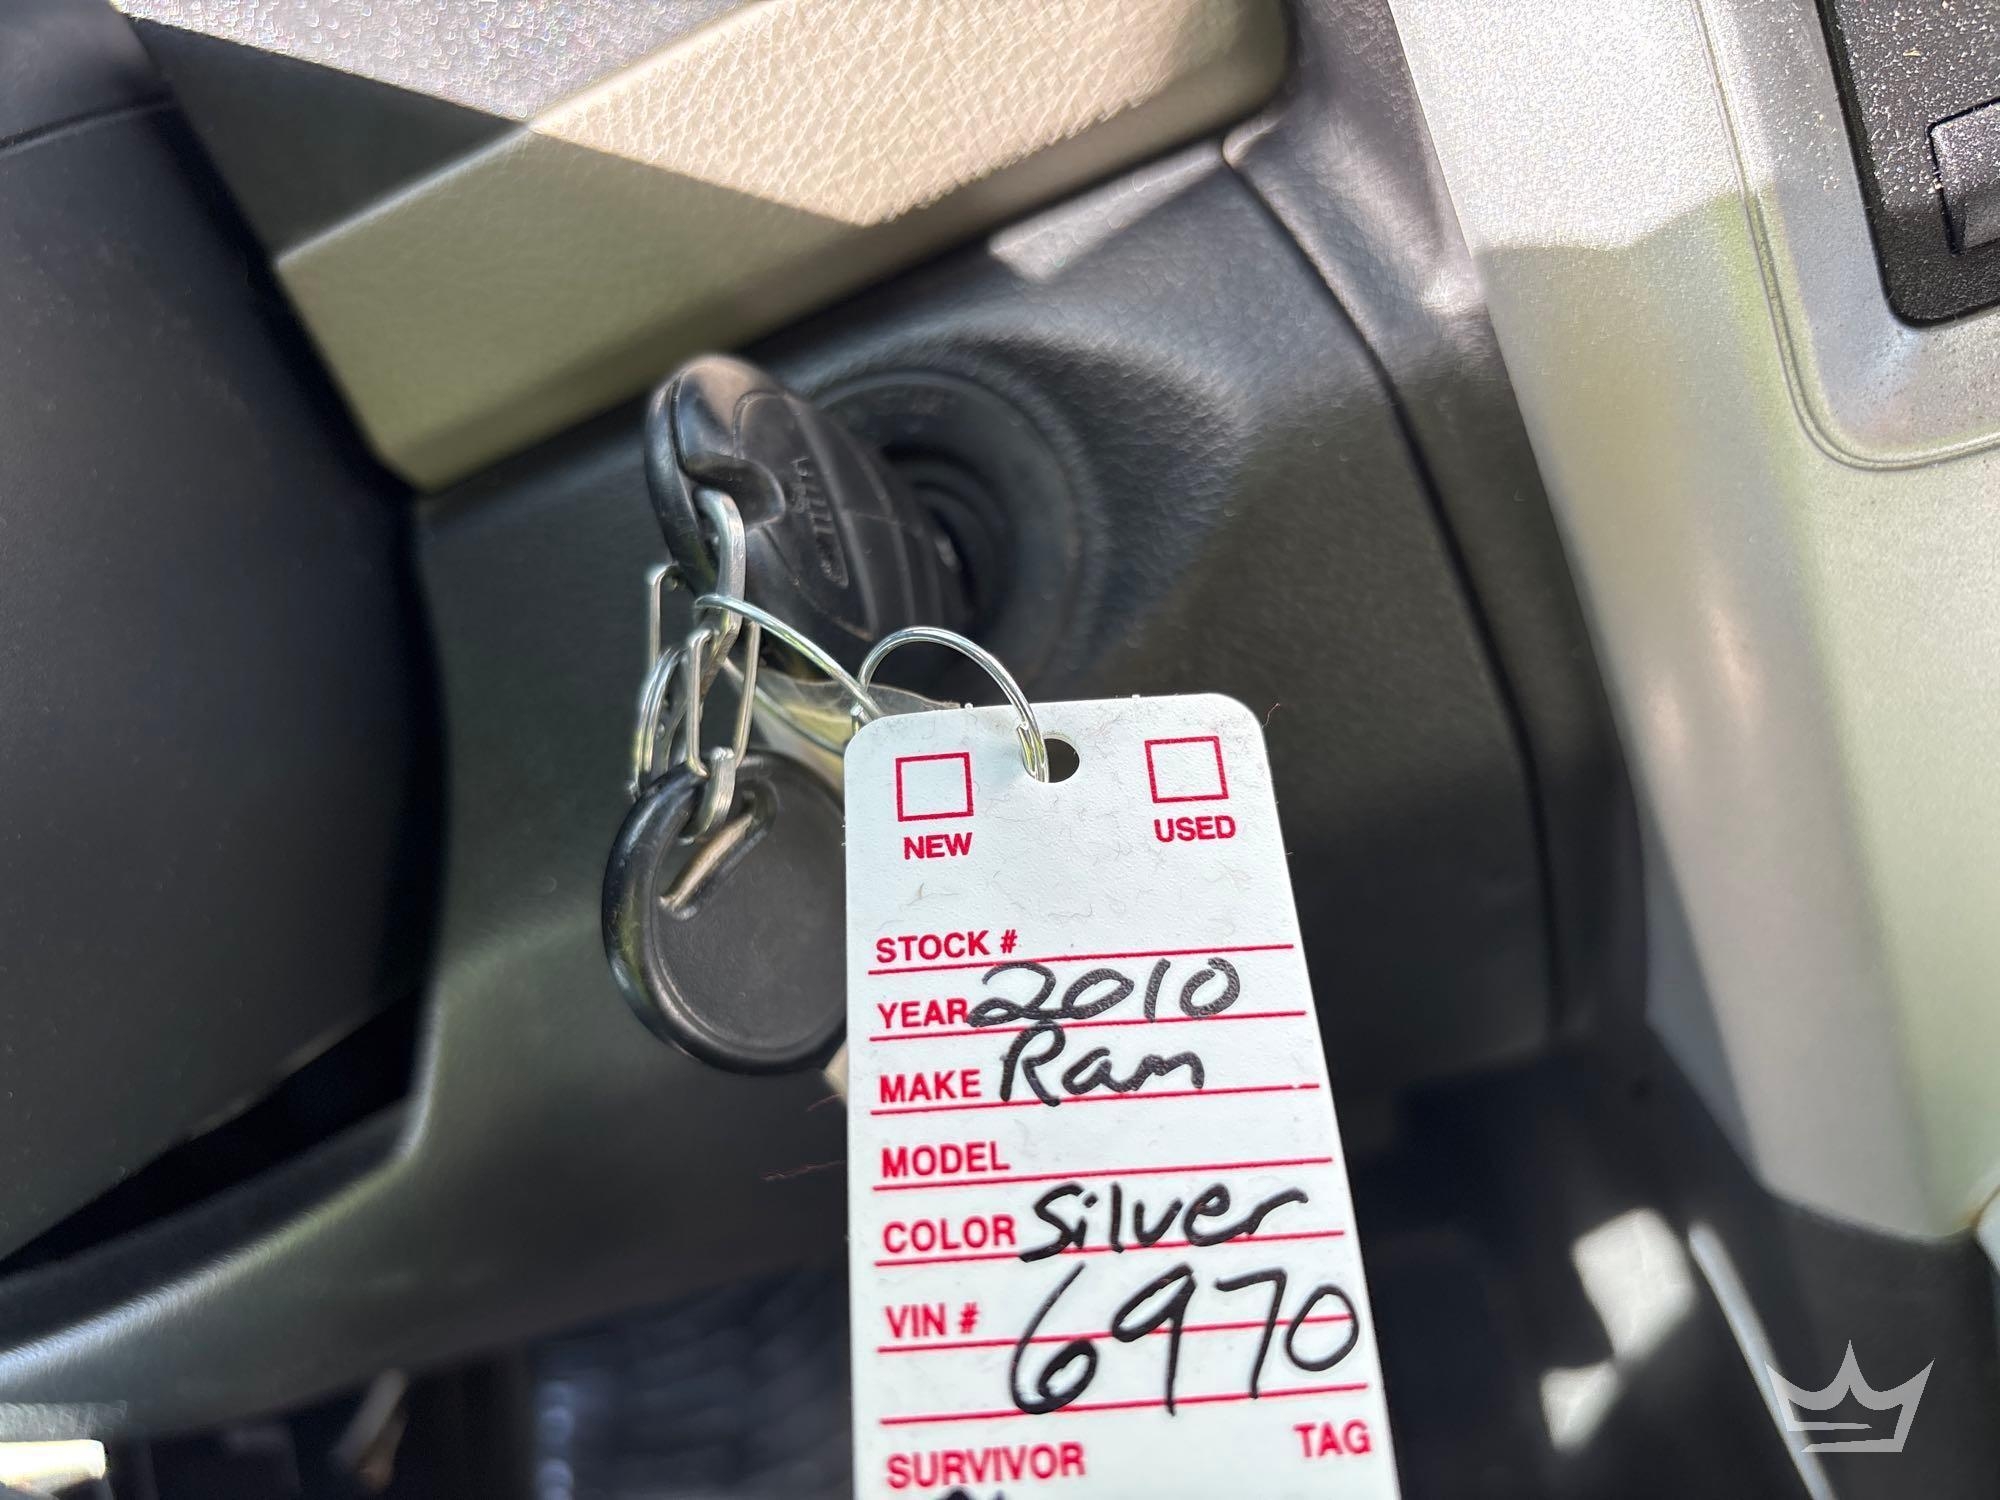 NEW
USED
STOCK #
YEAR 2010
MAKE Ram
MODEL
COLOR Silver
VIN # 6970
SURVIVOR TAG